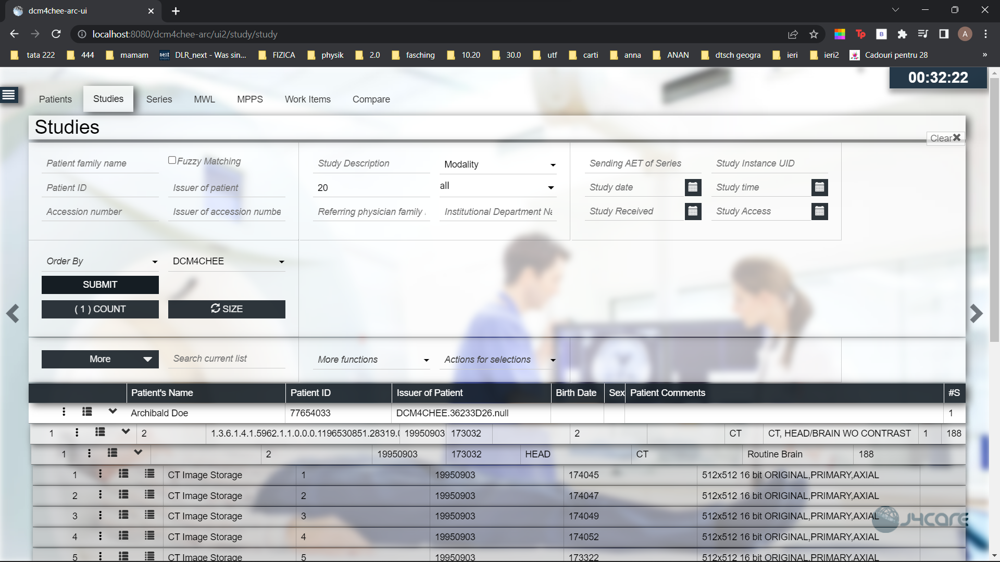 dcm4chee-arc-ui
localhost:8080/dcm4chee-arc/ui2/study/study
Tp B A
tata 222 444 mamam next DLR_next - Was sin... FIZICA physik 2.0 fasching 10.20 30.0 utf carti anna ANAN dtsch geogra ieri ieri2 Cadouri pentru 28 »
00:32:22
Patients Studies Series MWL MPPS Work Items Compare
Studies
Clear
Patient family name Fuzzy Matching Study Description Modality Sending AET of Series Study Instance UID
Patient ID Issuer of patient 20 all Study date Study time
Accession number Issuer of accession numbe Referring physician family Institutional Department Na Study Received Study Access
Order By DCM4CHEE
SUBMIT
( 1 ) COUNT SIZE
More Search current list More functions Actions for selections
Patient's Name Patient ID Issuer of Patient Birth Date Sex Patient Comments #S
Archibald Doe 77654033 DCM4CHEE.36233D26.null 1
1 2 1.3.6.1.4.1.5962.1.1.0.0.0.1196530851.28319.0 19950903 173032 2 CT CT, HEAD/BRAIN WO CONTRAST 1 188
1 2 19950903 173032 HEAD CT Routine Brain 188
1 CT Image Storage 1 19950903 174045 512x512 16 bit ORIGINAL,PRIMARY,AXIAL
2 CT Image Storage 2 19950903 174047 512x512 16 bit ORIGINAL,PRIMARY,AXIAL
3 CT Image Storage 3 19950903 174049 512x512 16 bit ORIGINAL,PRIMARY,AXIAL
J4care
4 CT Image Storage 4 19950903 174052 512x512 16 bit ORIGINAL,PRIMARY,AXIAL
5 CT Image Storage 5 19950903 173322 512x512 16 bit ORIGINAL,PRIMARY,AXIAL